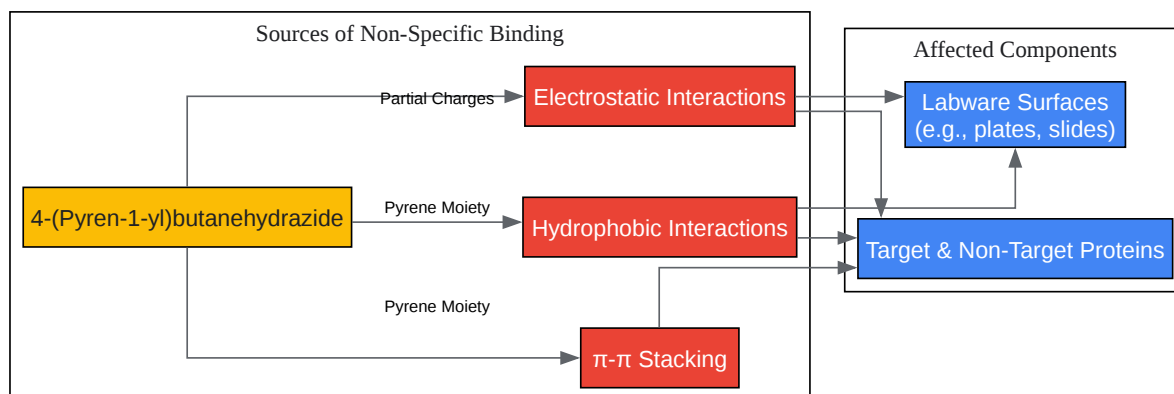 Sources of Non-Specific Binding
Affected Components
Partial Charges
Electrostatic Interactions
Labware Surfaces
(e.g., plates, slides)
4-(Pyren-1-yl)butanehydrazide
Pyrene Moiety
Hydrophobic Interactions
Target & Non-Target Proteins
Pyrene Moiety
π-π Stacking